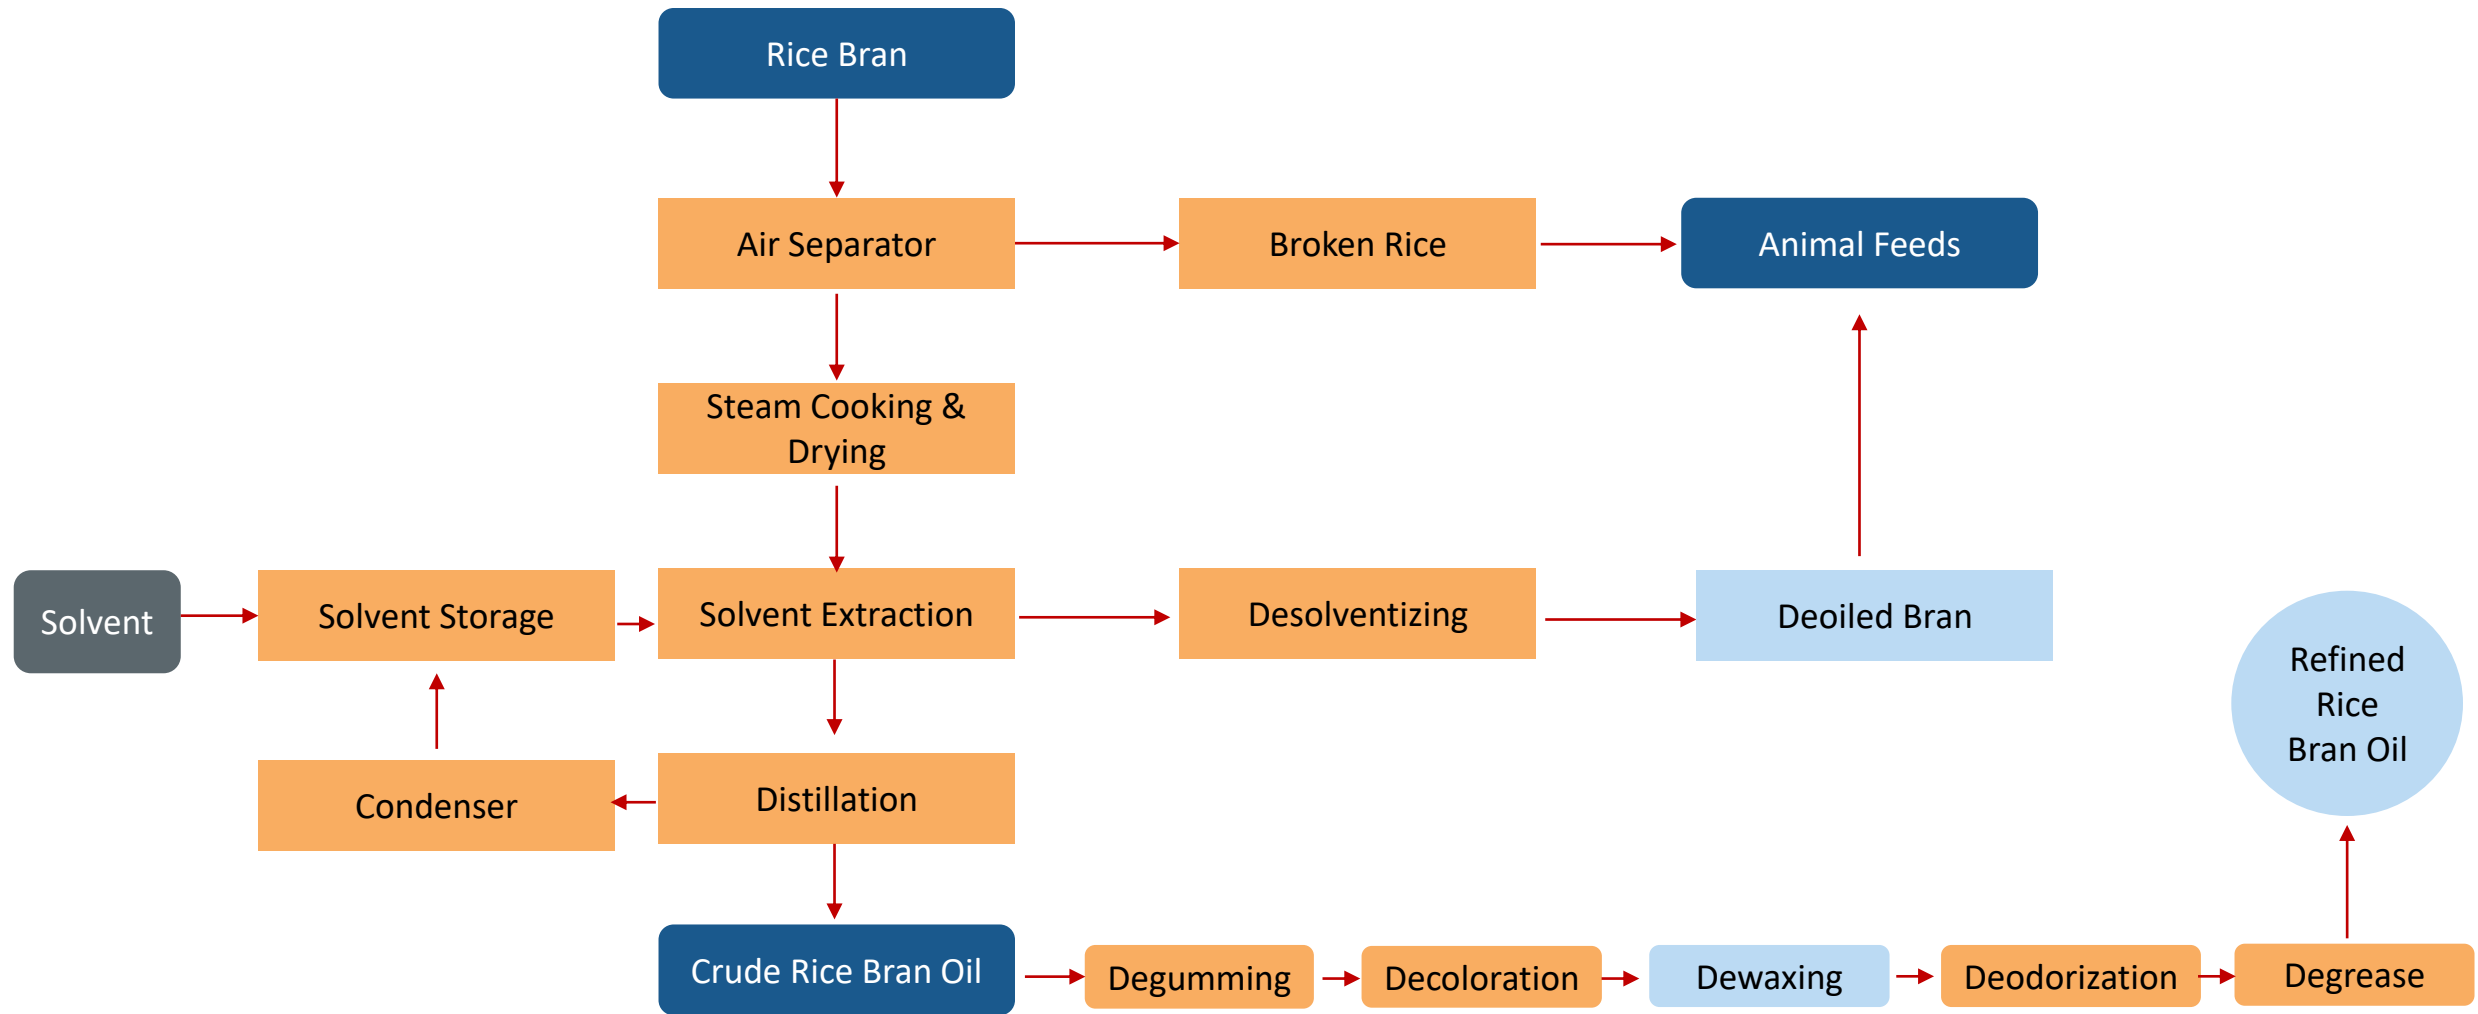 Rice Bran
Air Separator
Broken Rice
Animal Feeds
Steam Cooking &
Drying
Solvent
Solvent Storage
Solvent Extraction
Desolventizing
Deoiled Bran
Refined
Rice
Bran Oil
Condenser
Distillation
Crude Rice Bran Oil
Degumming
Decoloration
Dewaxing
Deodorization
Degrease